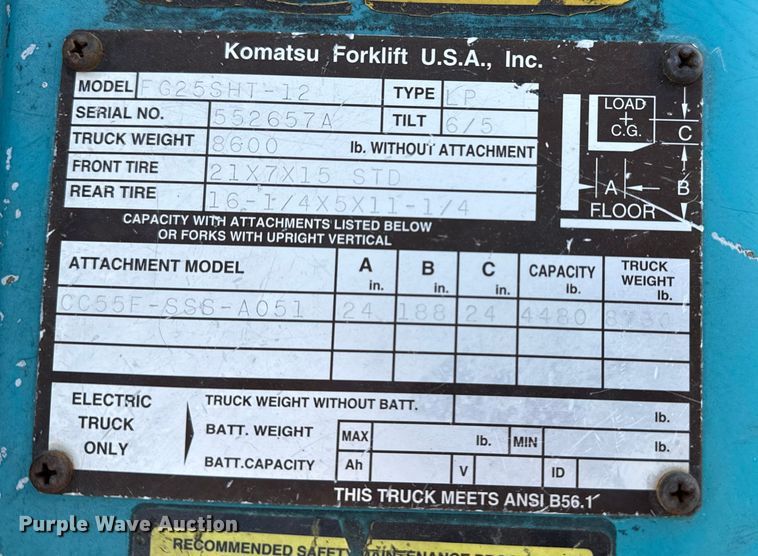 Komatsu Forklift U.S.A., Inc.
MODEL FG25SHT-12 TYPE LP
SERIAL NO. 552657A TILT 6/5
TRUCK WEIGHT 8600 lb. WITHOUT ATTACHMENT
FRONT TIRE 21X7X15 STD
REAR TIRE 16-1/4X5X11-1/4
LOAD
+
C.G.
C
A
B
FLOOR
CAPACITY WITH ATTACHMENTS LISTED BELOW
OR FORKS WITH UPRIGHT VERTICAL
ATTACHMENT MODEL A in. B in. C in. CAPACITY lb. TRUCK WEIGHT lb.
CC55F-SSS-A051 24 188 24 4480
ELECTRIC
TRUCK
ONLY
TRUCK WEIGHT WITHOUT BATT. lb.
BATT. WEIGHT MAX lb. MIN lb.
BATT.CAPACITY Ah V ID
THIS TRUCK MEETS ANSI B56.1
Purple Wave Auction
RECOMMENDED SAFETY MAINTENANCE